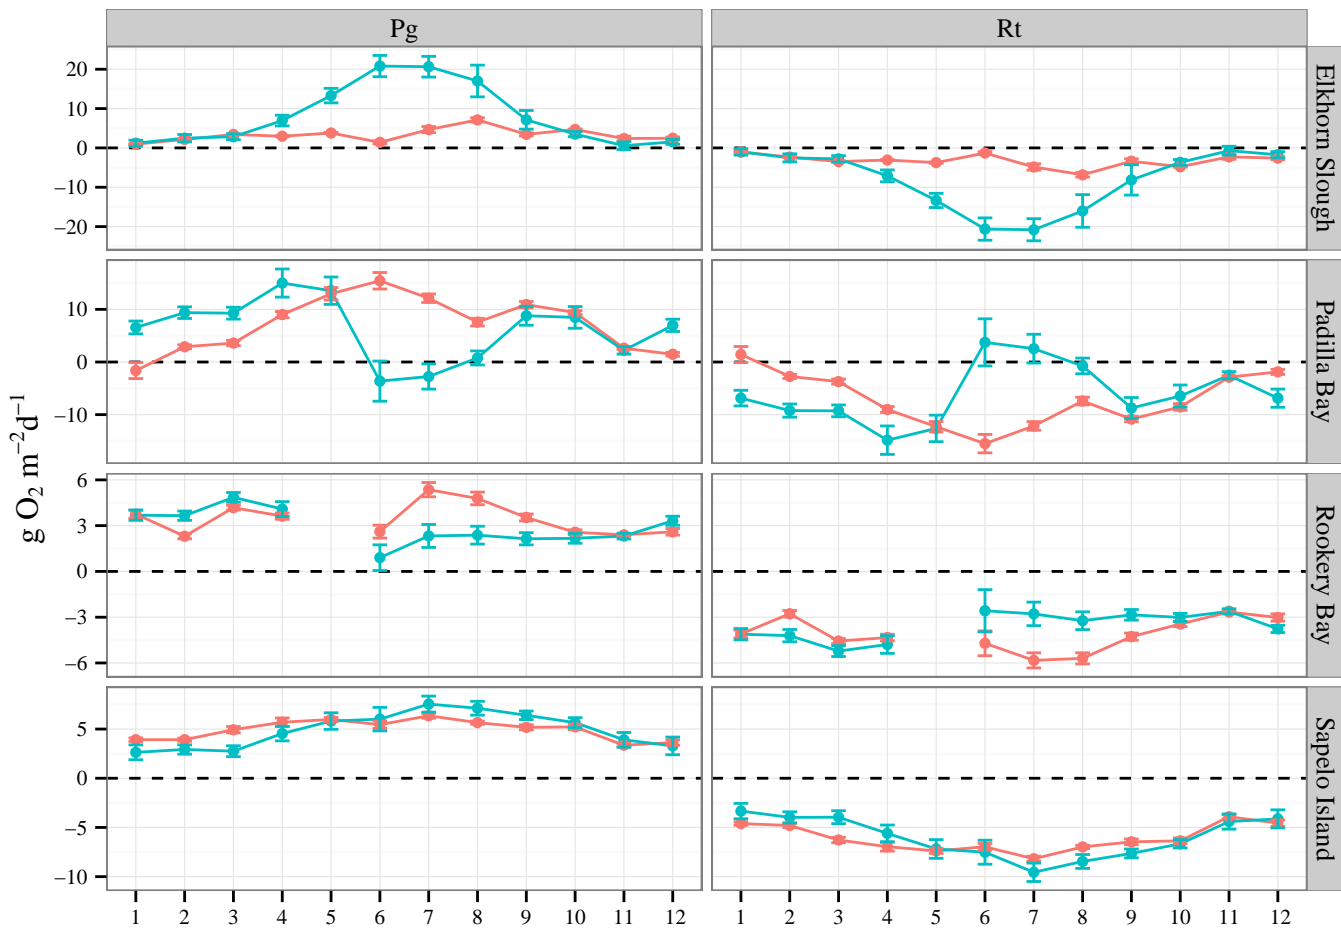 Pg Rt
g O₂ m⁻²d⁻¹
20
10
0
−10
−20
Elkhorn Slough
10
0
−10
Padilla Bay
6
3
0
−3
−6
Rookery Bay
5
0
−5
−10
Sapelo Island
1 2 3 4 5 6 7 8 9 10 11 12 1 2 3 4 5 6 7 8 9 10 11 12